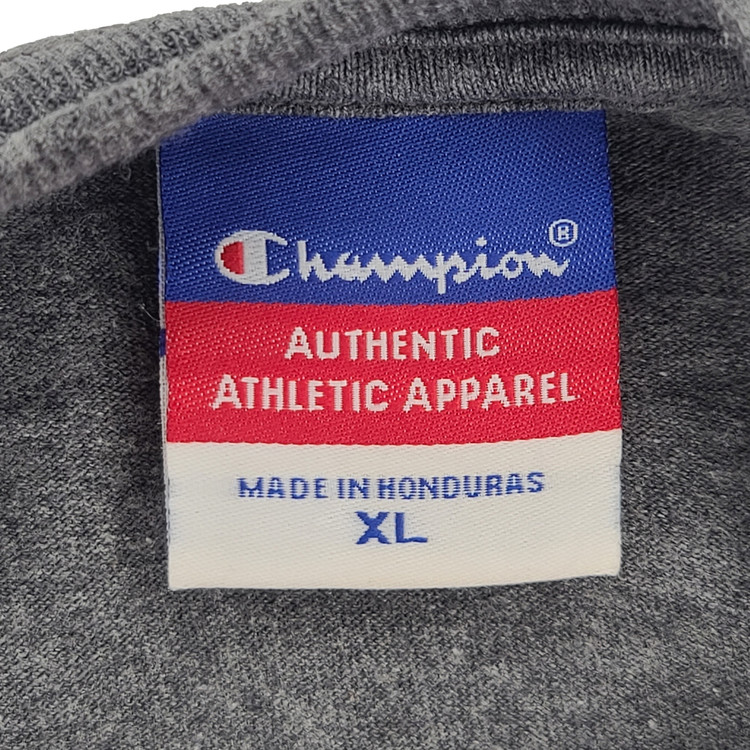 Champion®
AUTHENTIC
ATHLETIC APPAREL
MADE IN HONDURAS
XL